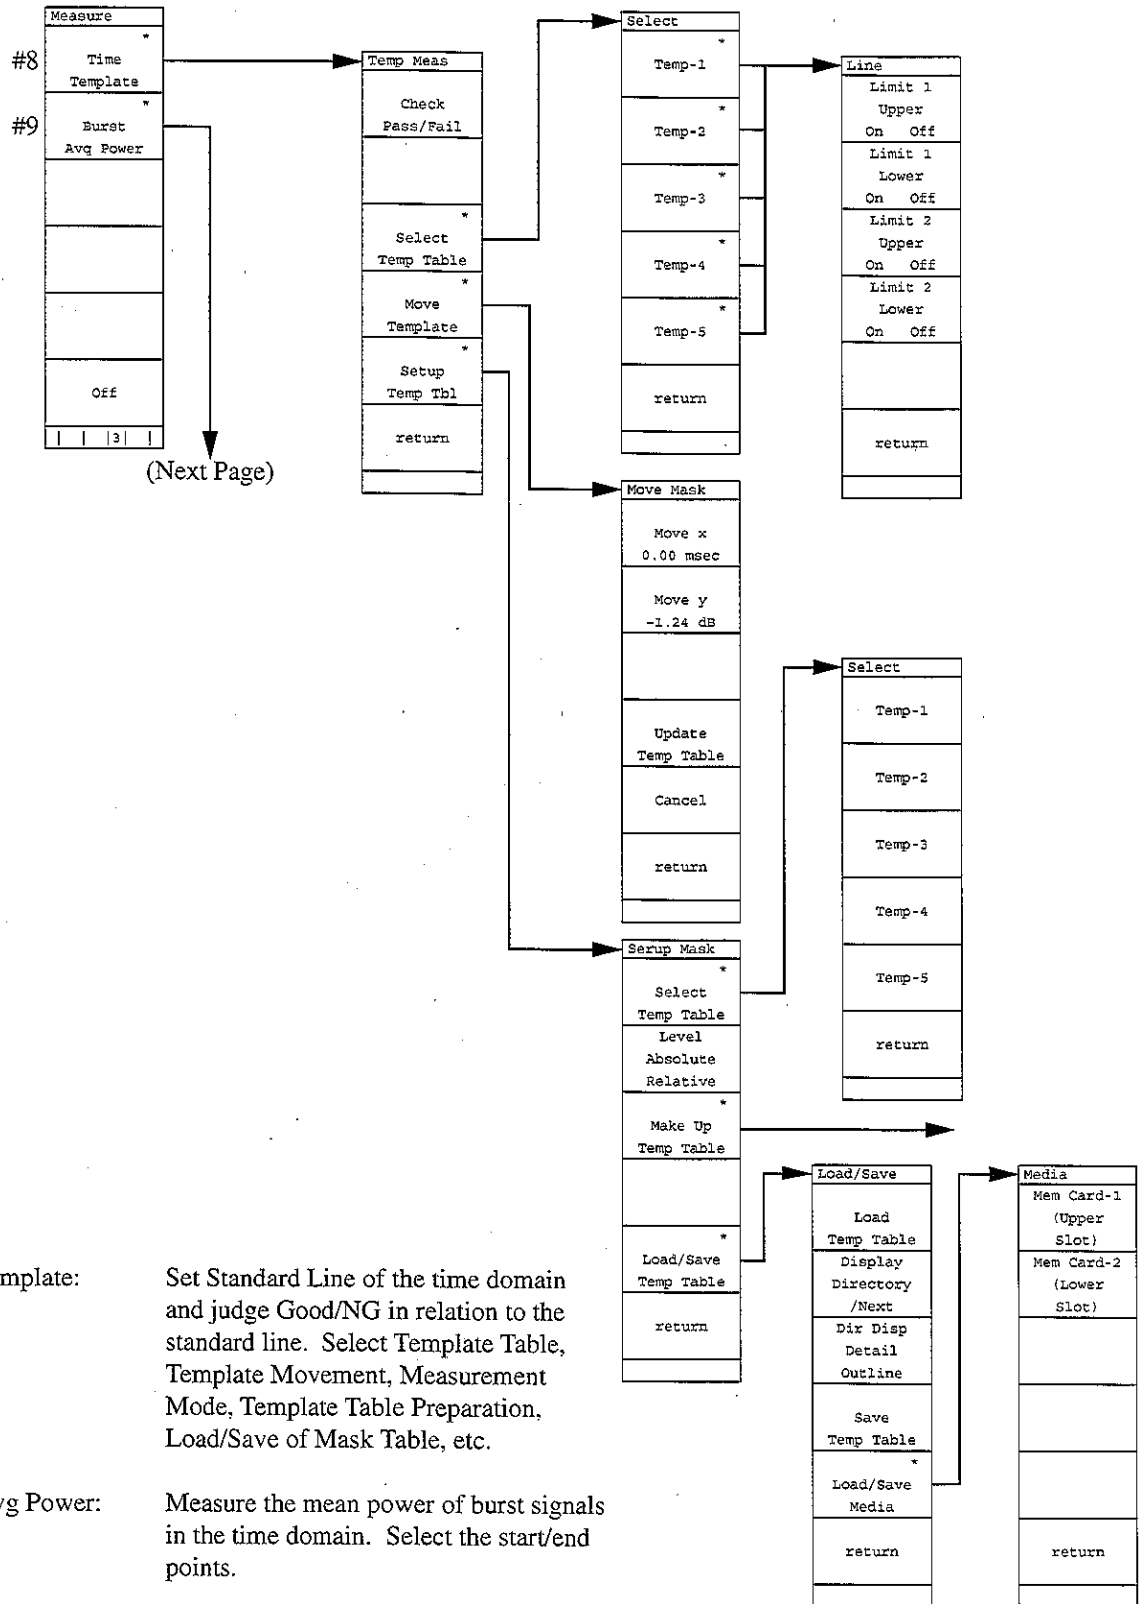 Measure
*
#8
Time
Template
*
#9
Burst
Avg Power
Off
| | |3| |
(Next Page)
Temp Meas
Check
Pass/Fail
*
Select
Temp Table
*
Move
Template
*
Setup
Temp Tbl
return
Select
*
Temp-1
*
Temp-2
*
Temp-3
*
Temp-4
*
Temp-5
return
Line
Limit 1
Upper
On Off
Limit 1
Lower
On Off
Limit 2
Upper
On Off
Limit 2
Lower
On Off
return
Move Mask
Move x
0.00 msec
Move y
-1.24 dB
Update
Temp Table
Cancel
return
Select
Temp-1
Temp-2
Temp-3
Temp-4
Temp-5
return
Serup Mask
*
Select
Temp Table
Level
Absolute
Relative
*
Make Up
Temp Table
*
Load/Save
Temp Table
return
Load/Save
Load
Temp Table
Display
Directory
/Next
Dir Disp
Detail
Outline
Save
Temp Table
*
Load/Save
Media
return
Media
Mem Card-1
(Upper
Slot)
Mem Card-2
(Lower
Slot)
return
mplate: Set Standard Line of the time domain
and judge Good/NG in relation to the
standard line. Select Template Table,
Template Movement, Measurement
Mode, Template Table Preparation,
Load/Save of Mask Table, etc.
vg Power: Measure the mean power of burst signals
in the time domain. Select the start/end
points.